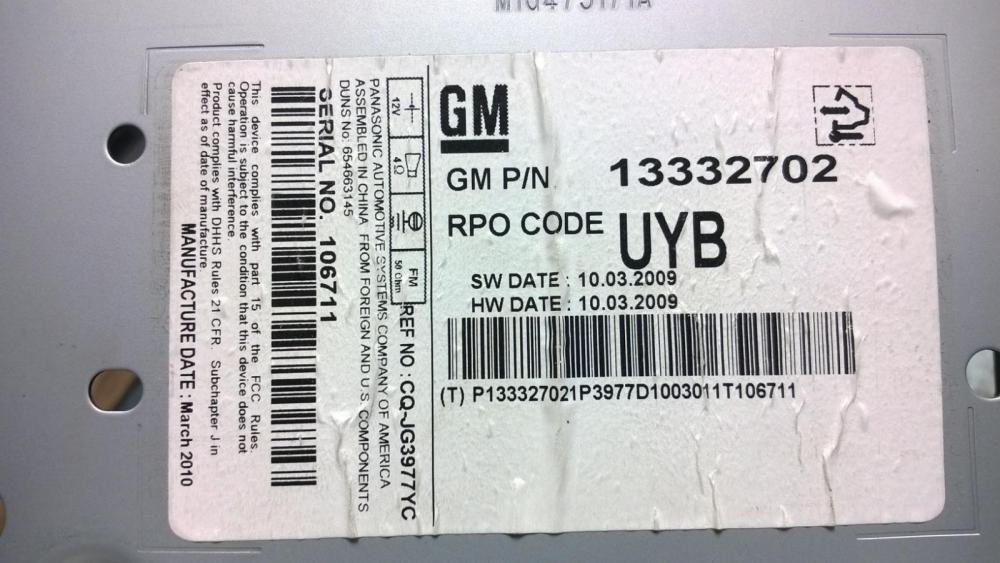 GM
GM P/N 13332702
RPO CODE UYB
SW DATE : 10.03.2009
HW DATE : 10.03.2009
(T) P133327021P3977D1003011T106711
REF NO : CQ-JG3977YC
12V
4Ω
FM
50 Ohm
PANASONIC AUTOMOTIVE SYSTEMS COMPANY OF AMERICA
ASSEMBLED IN CHINA FROM FOREIGN AND U.S. COMPONENTS
DUNS No: 654663145
SERIAL NO. 106711
This device complies with part 15 of the FCC Rules.
Operation is subject to the condition that this device does not
cause harmful interference.
Product complies with DHHS Rules 21 CFR. Subchapter J in
effect as of date of manufacture
MANUFACTURE DATE : March 2010